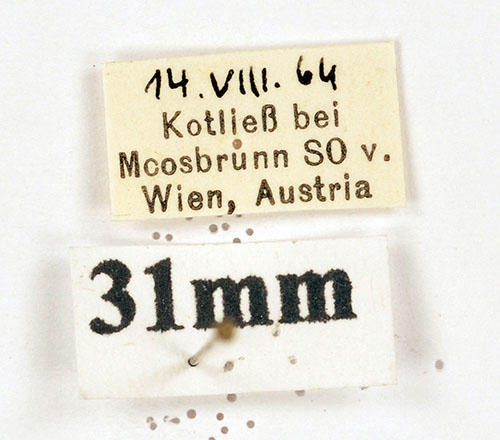 14.VIII.64
Kotließ bei
Moosbrunn SO v.
Wien, Austria
31mm